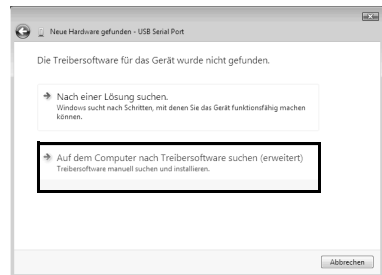 Neue Hardware gefunden - USB Serial Port
Die Treibersoftware für das Gerät wurde nicht gefunden.
Nach einer Lösung suchen.
Windows sucht nach Schritten, mit denen Sie das Gerät funktionsfähig machen
können.
Auf dem Computer nach Treibersoftware suchen (erweitert)
Treibersoftware manuell suchen und installieren.
Abbrechen